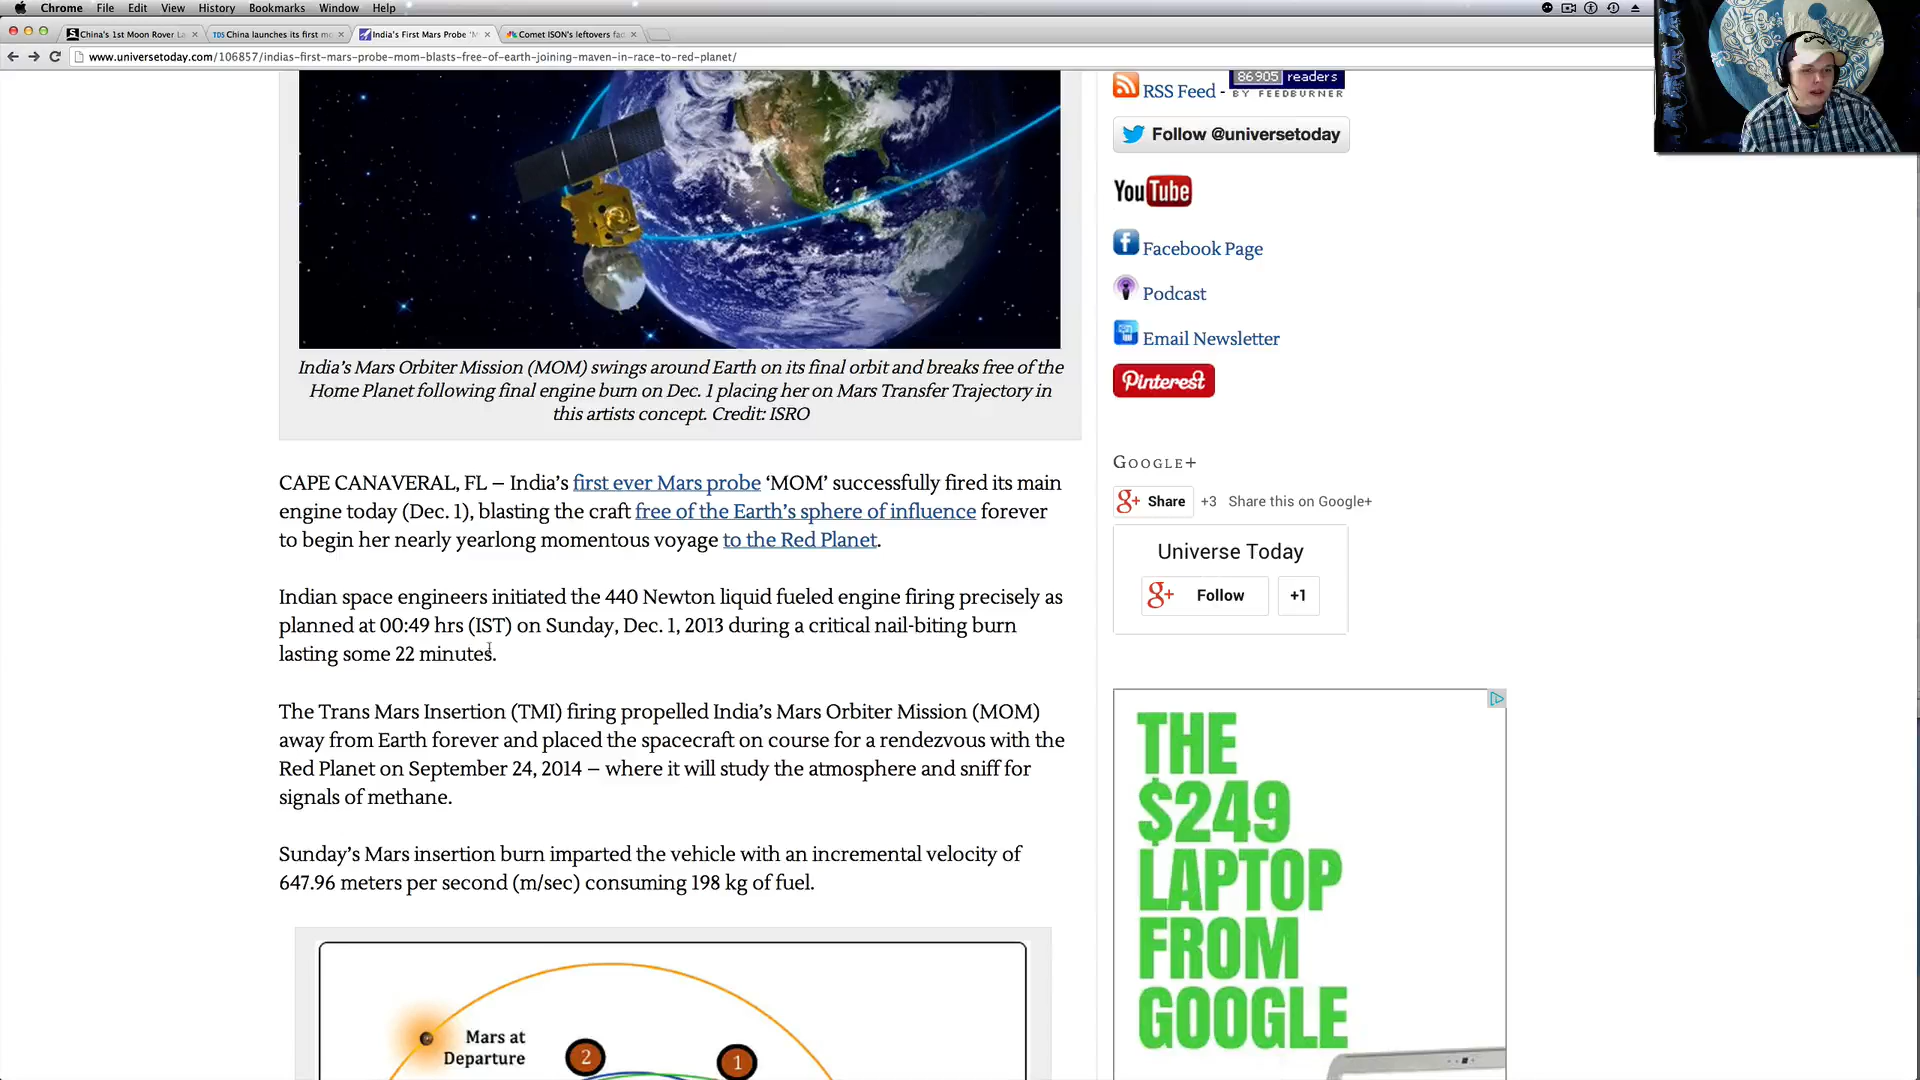 Chrome File Edit View History Bookmarks Window Help
China's 1st Moon Rover La
TDS China launches its first mo
India's First Mars Probe 'M
Comet ISON's leftovers fad
www.universetoday.com/106857/indias-first-mars-probe-mom-blasts-free-of-earth-joining-maven-in-race-to-red-planet/
India's Mars Orbiter Mission (MOM) swings around Earth on its final orbit and breaks free of the
Home Planet following final engine burn on Dec. 1 placing her on Mars Transfer Trajectory in
this artists concept. Credit: ISRO
CAPE CANAVERAL, FL – India's first ever Mars probe 'MOM' successfully fired its main
engine today (Dec. 1), blasting the craft free of the Earth's sphere of influence forever
to begin her nearly yearlong momentous voyage to the Red Planet.
Indian space engineers initiated the 440 Newton liquid fueled engine firing precisely as
planned at 00:49 hrs (IST) on Sunday, Dec. 1, 2013 during a critical nail-biting burn
lasting some 22 minutes.
The Trans Mars Insertion (TMI) firing propelled India's Mars Orbiter Mission (MOM)
away from Earth forever and placed the spacecraft on course for a rendezvous with the
Red Planet on September 24, 2014 – where it will study the atmosphere and sniff for
signals of methane.
Sunday's Mars insertion burn imparted the vehicle with an incremental velocity of
647.96 meters per second (m/sec) consuming 198 kg of fuel.
Mars at
Departure
2
1
RSS Feed - 86905 readers
BY FEEDBURNER
Follow @universetoday
YouTube
Facebook Page
Podcast
Email Newsletter
Pinterest
Google+
g+ Share +3 Share this on Google+
Universe Today
g+ Follow +1
THE
$249
LAPTOP
FROM
GOOGLE